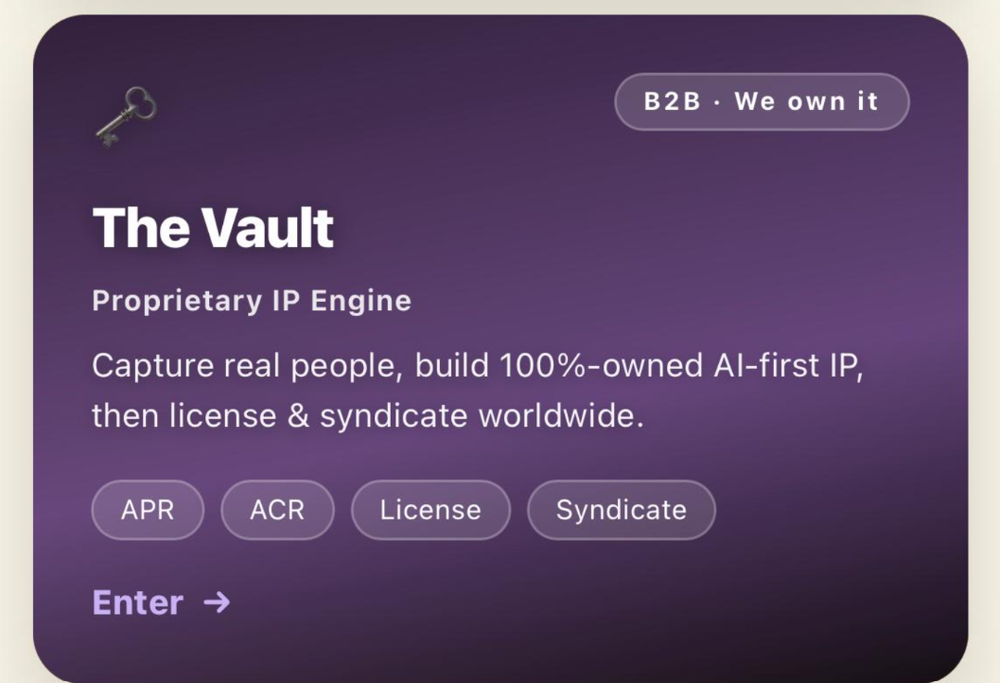 B2B · We own it
The Vault
Proprietary IP Engine
Capture real people, build 100%-owned AI-first IP,
then license & syndicate worldwide.
APR
ACR
License
Syndicate
Enter →